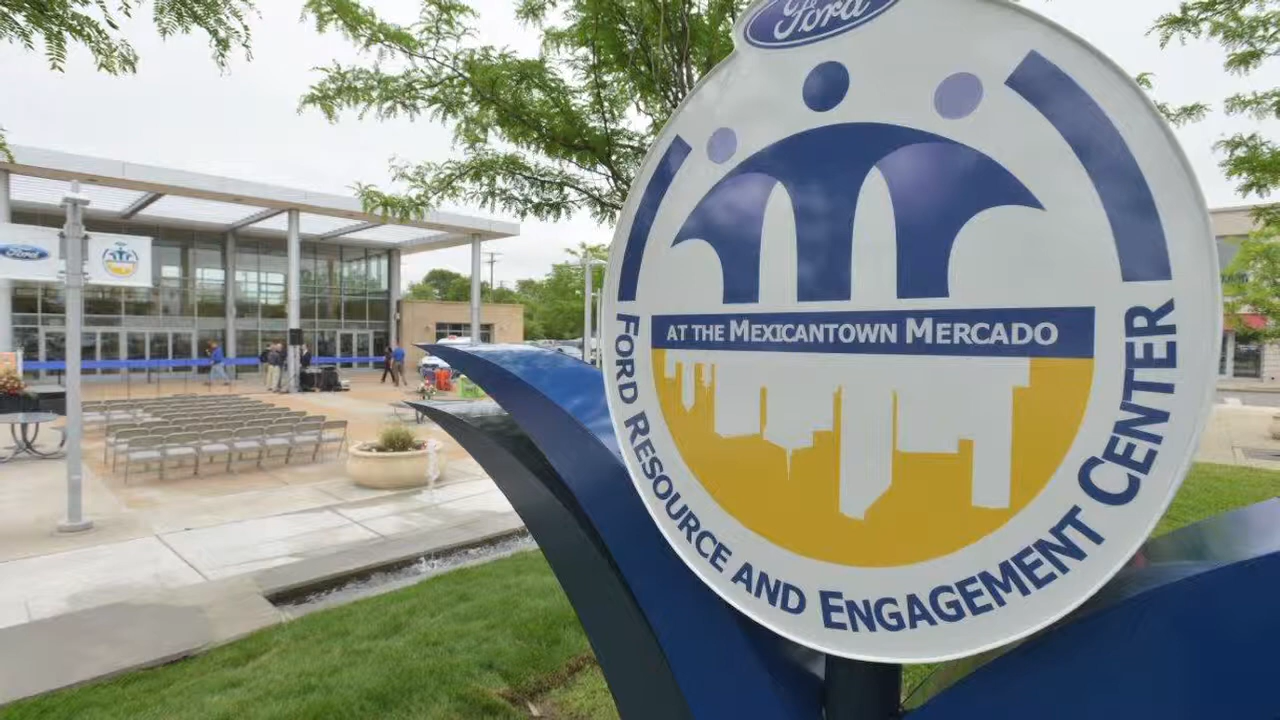 Ford
AT THE MEXICANTOWN MERCADO
FORD RESOURCE AND ENGAGEMENT CENTER
Ford